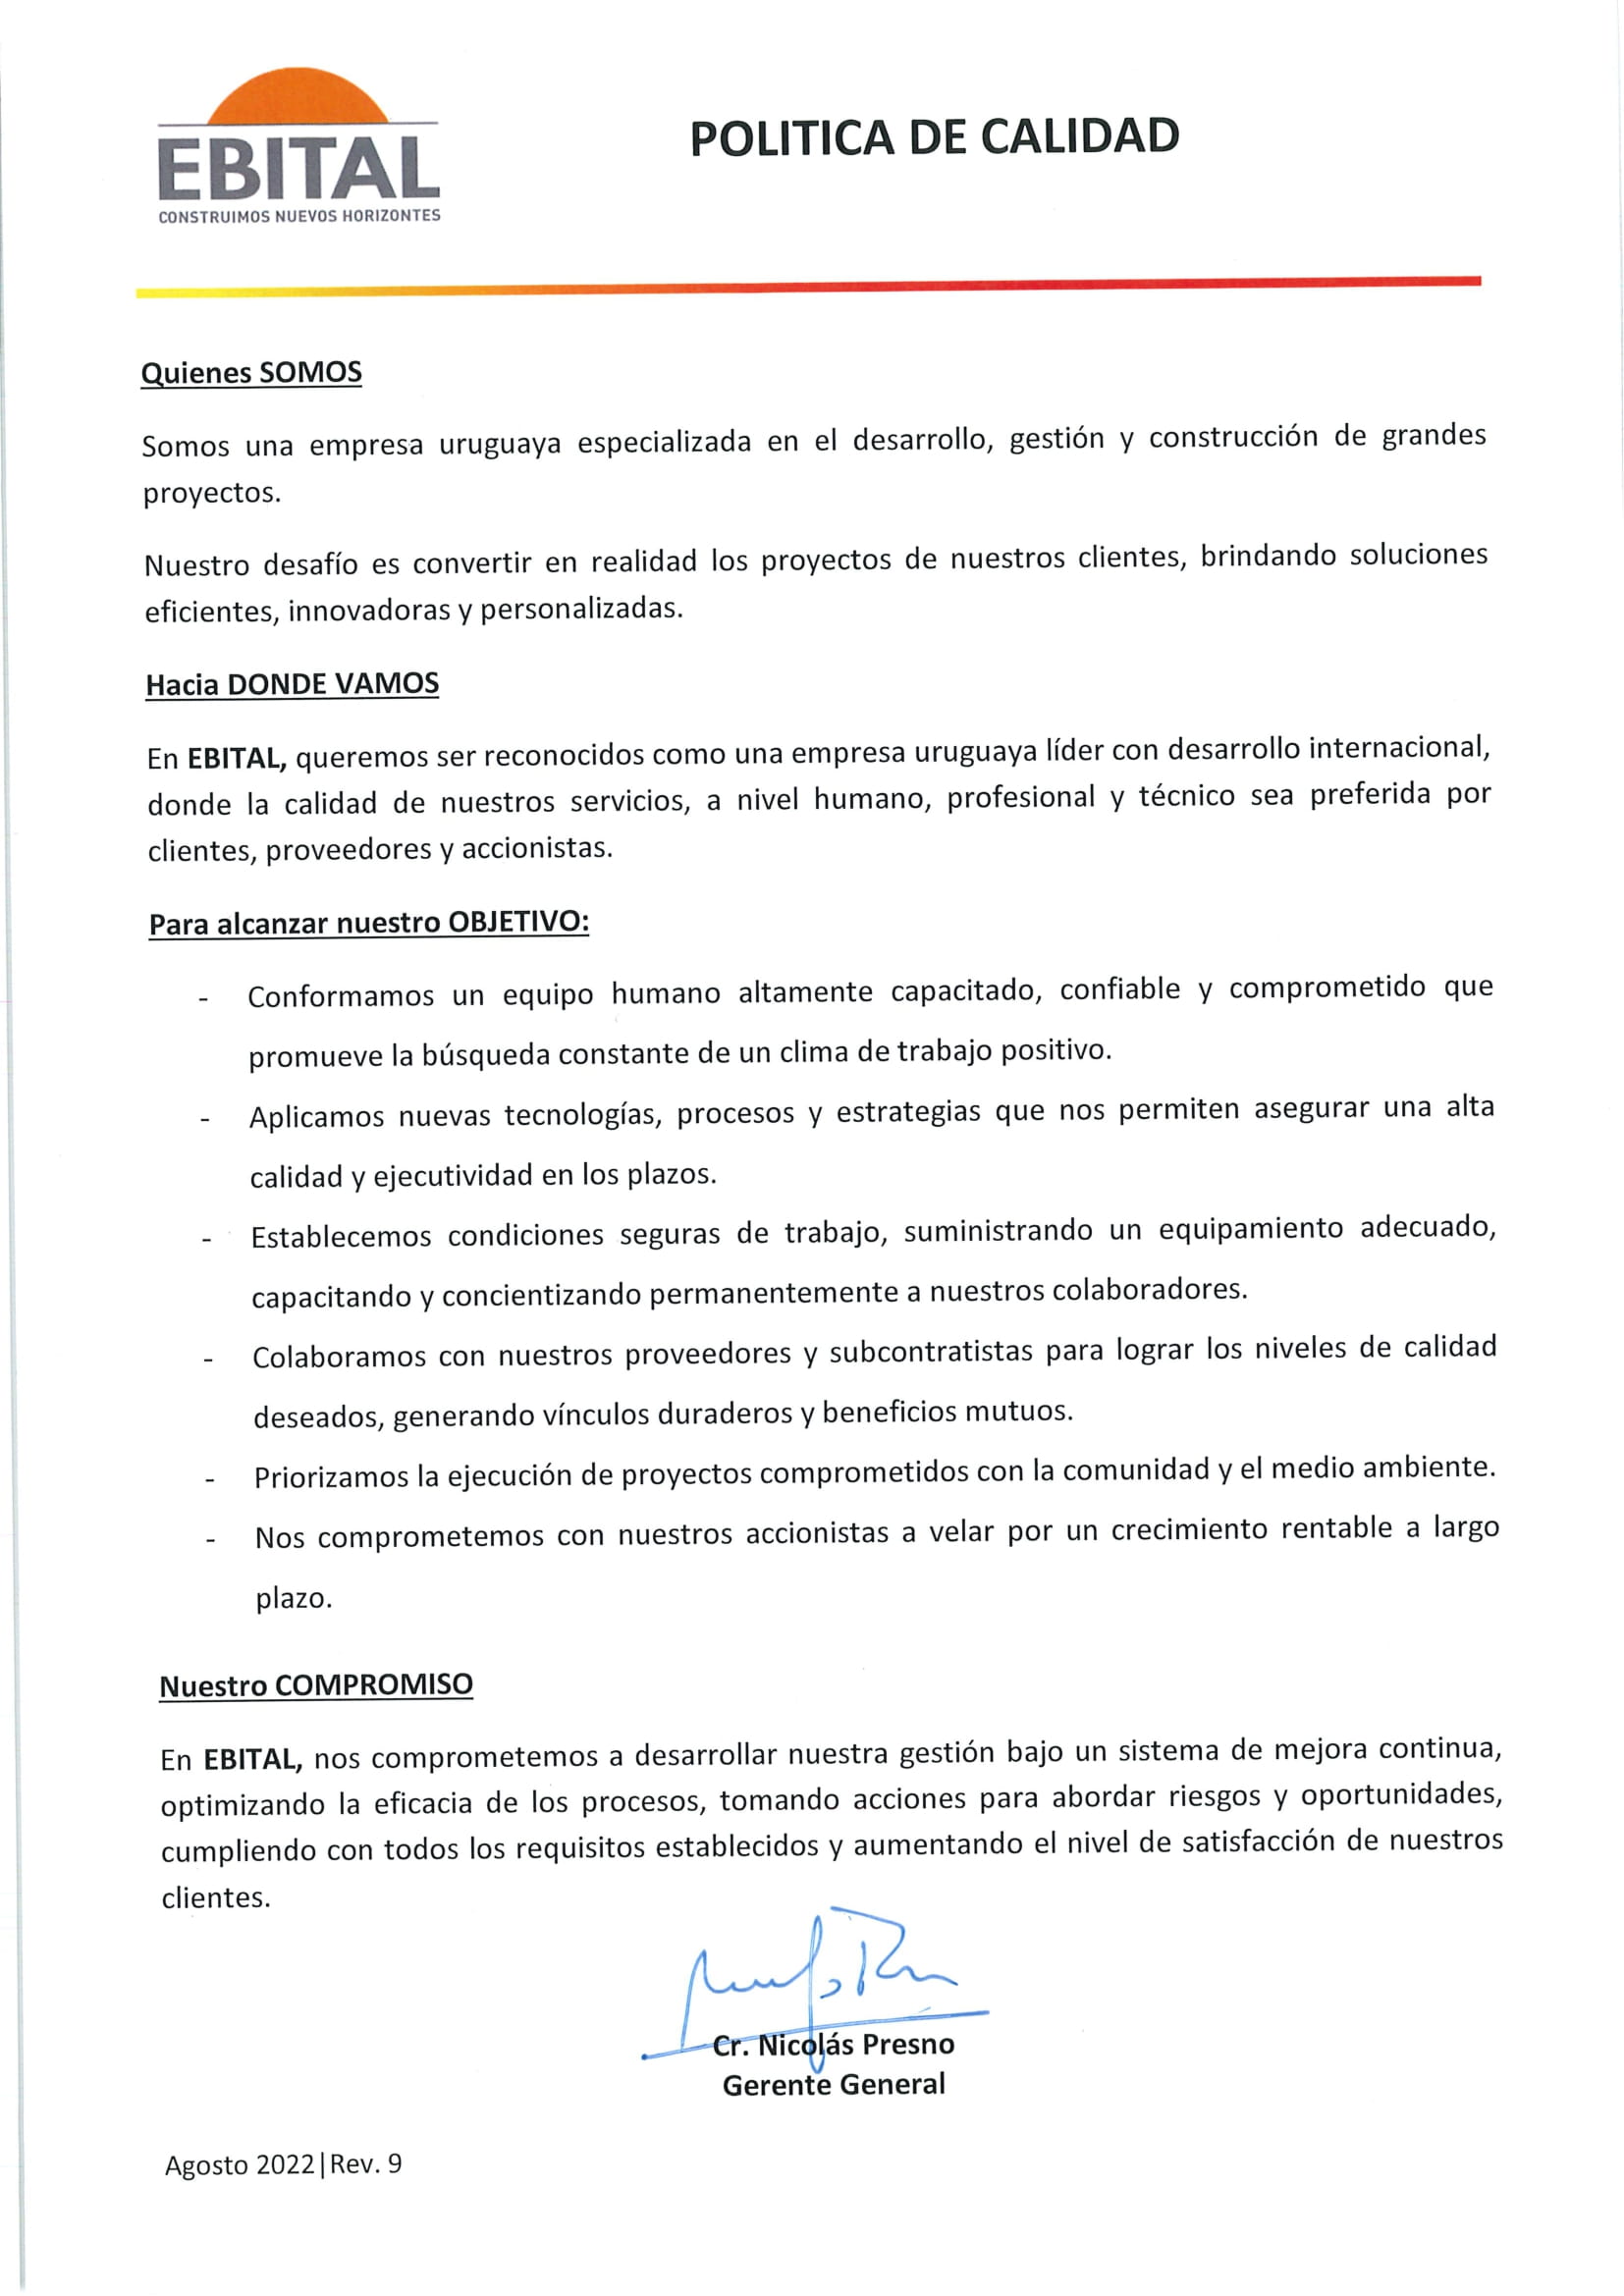 EBITAL
CONSTRUIMOS NUEVOS HORIZONTES
POLITICA DE CALIDAD
Quienes SOMOS
Somos una empresa uruguaya especializada en el desarrollo, gestión y construcción de grandes
proyectos.
Nuestro desafío es convertir en realidad los proyectos de nuestros clientes, brindando soluciones
eficientes, innovadoras y personalizadas.
Hacia DONDE VAMOS
En EBITAL, queremos ser reconocidos como una empresa uruguaya líder con desarrollo internacional,
donde la calidad de nuestros servicios, a nivel humano, profesional y técnico sea preferida por
clientes, proveedores y accionistas.
Para alcanzar nuestro OBJETIVO:
- Conformamos un equipo humano altamente capacitado, confiable y comprometido que
promueve la búsqueda constante de un clima de trabajo positivo.
- Aplicamos nuevas tecnologías, procesos y estrategias que nos permiten asegurar una alta
calidad y ejecutividad en los plazos.
- Establecemos condiciones seguras de trabajo, suministrando un equipamiento adecuado,
capacitando y concientizando permanentemente a nuestros colaboradores.
- Colaboramos con nuestros proveedores y subcontratistas para lograr los niveles de calidad
deseados, generando vínculos duraderos y beneficios mutuos.
- Priorizamos la ejecución de proyectos comprometidos con la comunidad y el medio ambiente.
- Nos comprometemos con nuestros accionistas a velar por un crecimiento rentable a largo
plazo.
Nuestro COMPROMISO
En EBITAL, nos comprometemos a desarrollar nuestra gestión bajo un sistema de mejora continua,
optimizando la eficacia de los procesos, tomando acciones para abordar riesgos y oportunidades,
cumpliendo con todos los requisitos establecidos y aumentando el nivel de satisfacción de nuestros
clientes.
Cr. Nicolás Presno
Gerente General
Agosto 2022|Rev. 9